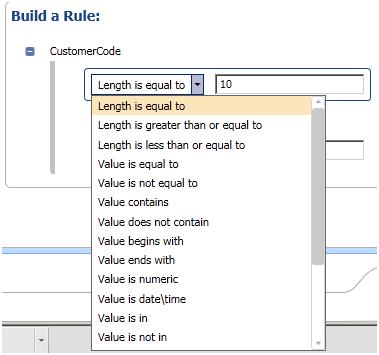 Build a Rule:
CustomerCode
Length is equal to 10
Length is equal to
Length is greater than or equal to
Length is less than or equal to
Value is equal to
Value is not equal to
Value contains
Value does not contain
Value begins with
Value ends with
Value is numeric
Value is date\time
Value is in
Value is not in